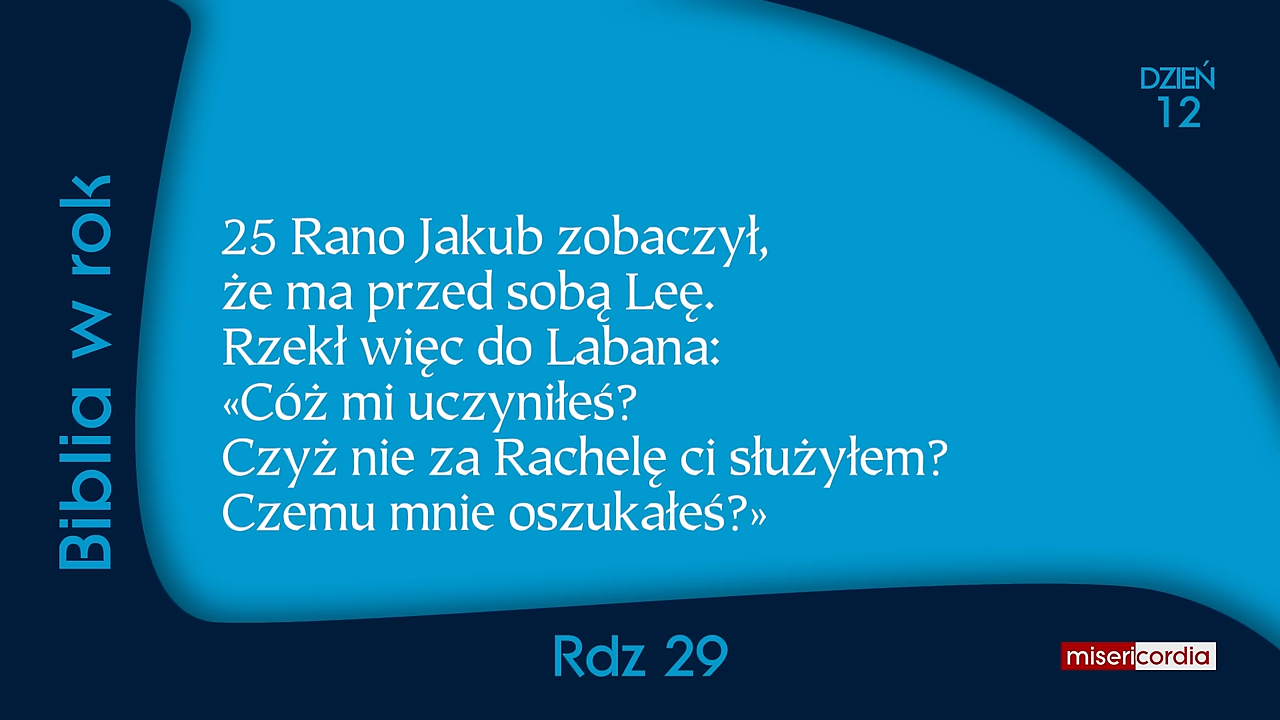 DZIEŃ
12
Biblia w rok
25 Rano Jakub zobaczył,
że ma przed sobą Leę.
Rzekł więc do Labana:
«Cóż mi uczyniłeś?
Czyż nie za Rachelę ci służyłem?
Czemu mnie oszukałeś?»
Rdz 29
misericordia